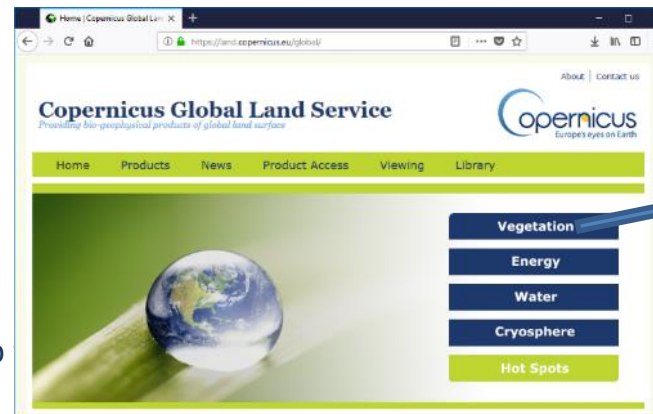 Home | Copernicus Global Lan
https://land.copernicus.eu/global/
About | Contact us
Copernicus Global Land Service
Providing bio-geophysical products of global land surface
opernicus
Europe's eyes on Earth
Home Products News Product Access Viewing Library
Vegetation
Energy
Water
Cryosphere
Hot Spots